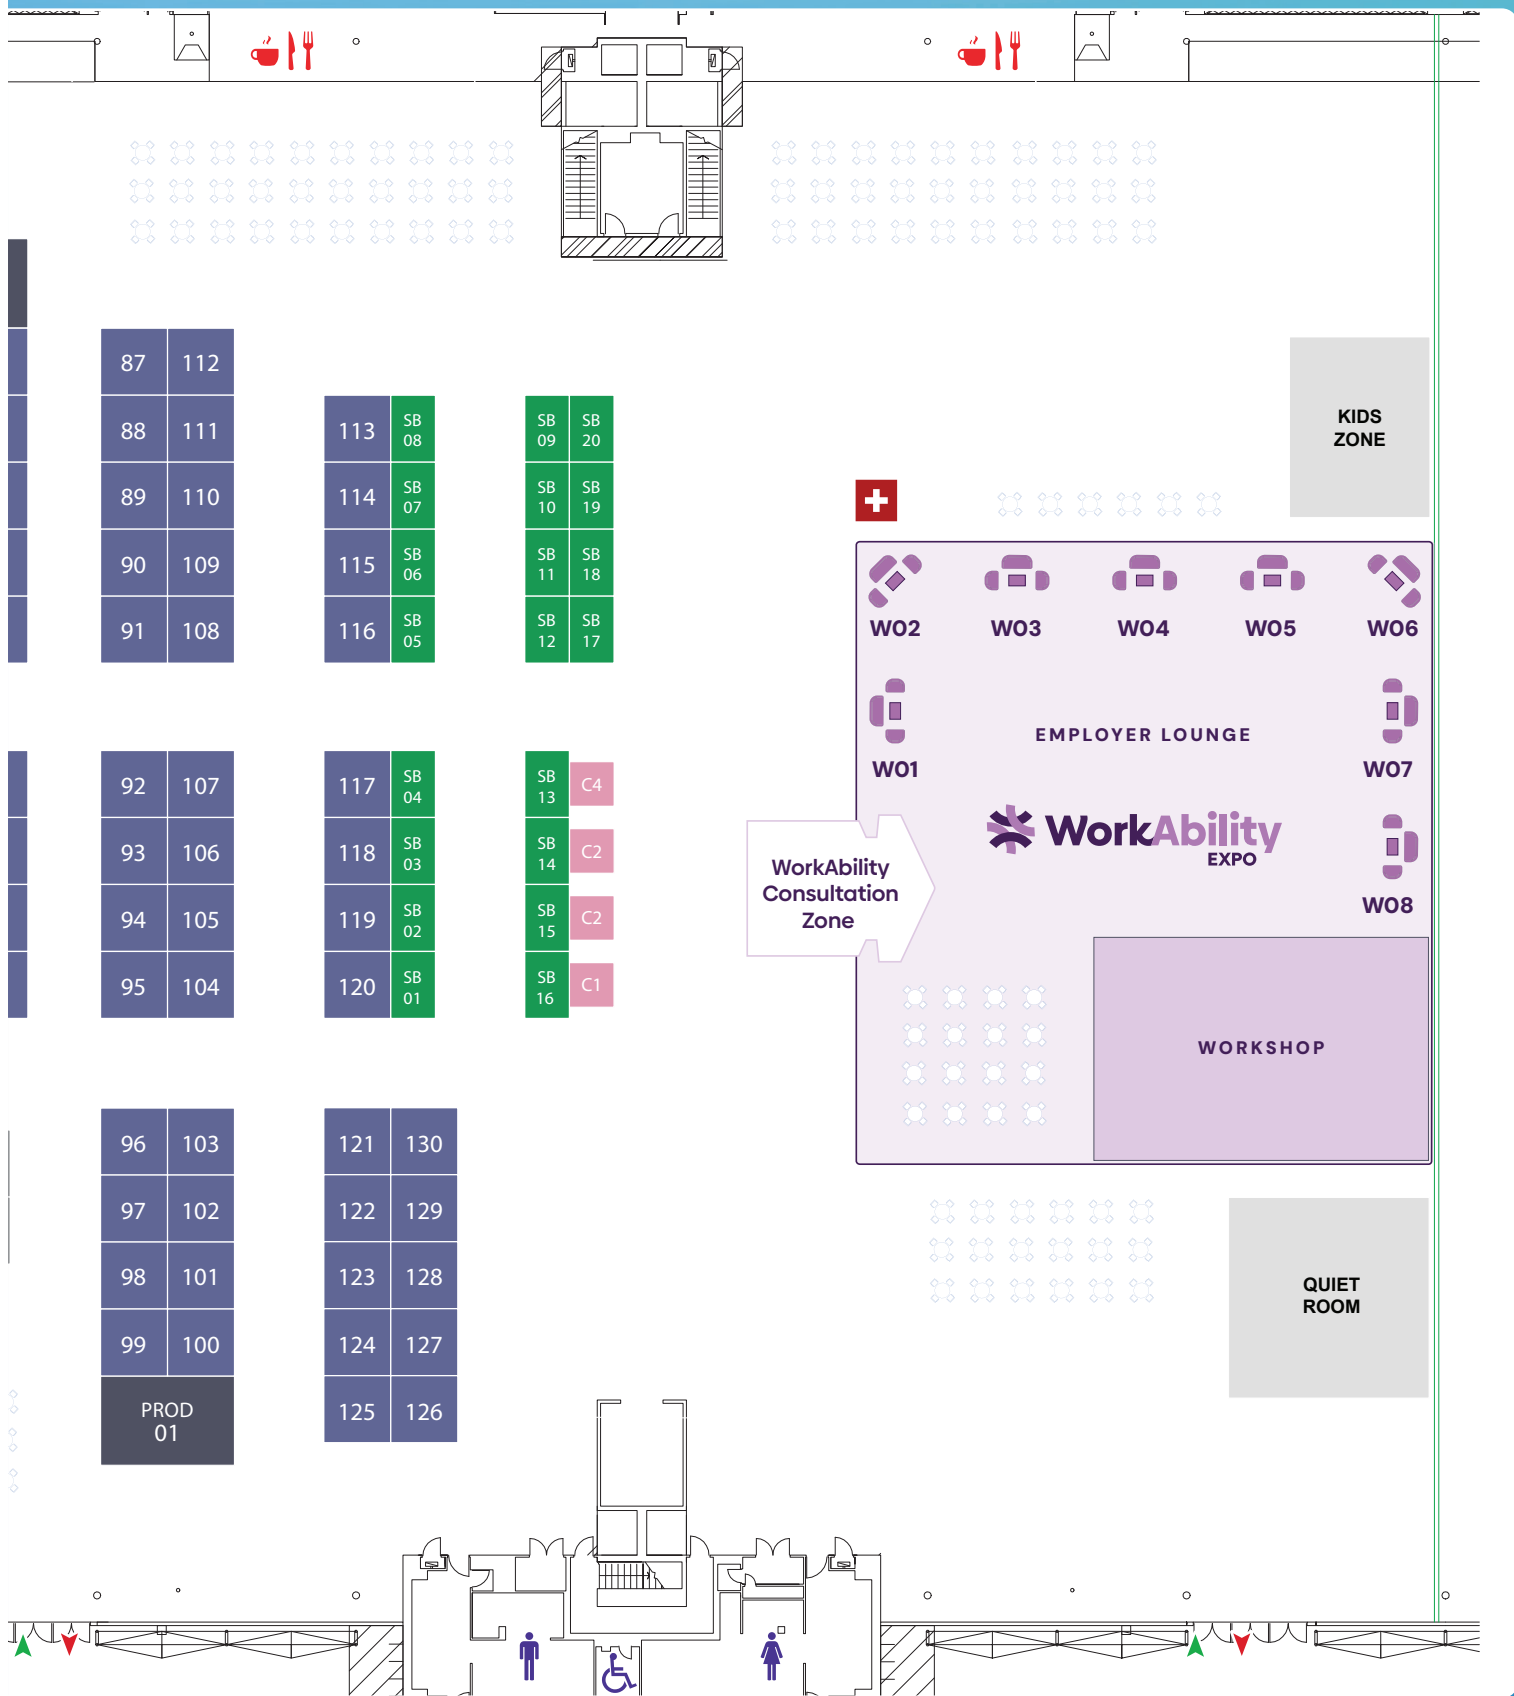 87 112
88 111
89 110
90 109
91 108
113 SB 08
114 SB 07
115 SB 06
116 SB 05
SB 09 SB 20
SB 10 SB 19
SB 11 SB 18
SB 12 SB 17
KIDS
ZONE
W02 W03 W04 W05 W06
EMPLOYER LOUNGE
W01 W07
WorkAbility
EXPO
W08
WorkAbility
Consultation
Zone
WORKSHOP
92 107
93 106
94 105
95 104
117 SB 04
118 SB 03
119 SB 02
120 SB 01
SB 13 C4
SB 14 C2
SB 15 C2
SB 16 C1
96 103
97 102
98 101
99 100
PROD
01
121 130
122 129
123 128
124 127
125 126
QUIET
ROOM